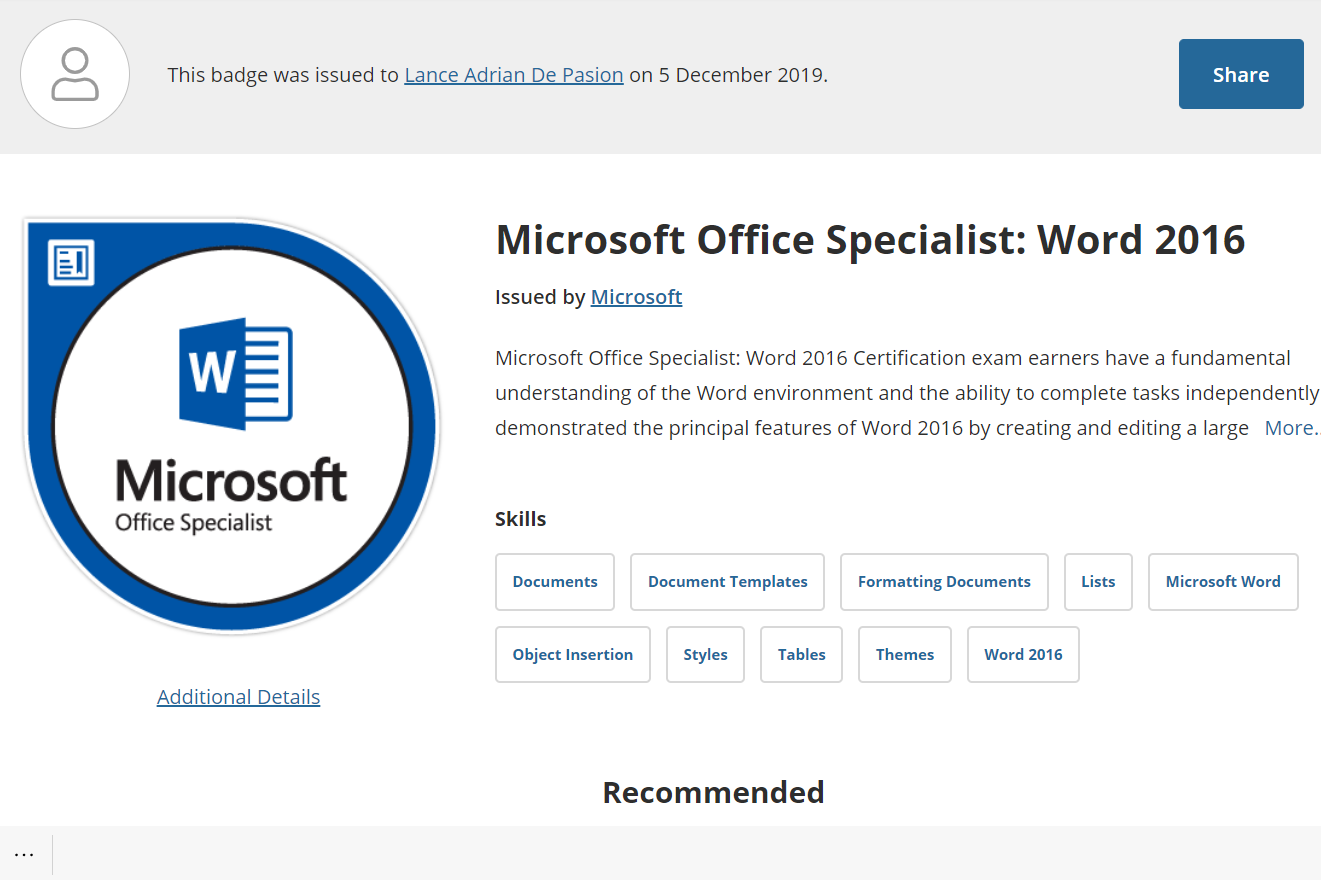 This badge was issued to Lance Adrian De Pasion on 5 December 2019.
Share
W
Microsoft
Office Specialist
Additional Details
Microsoft Office Specialist: Word 2016
Issued by Microsoft
Microsoft Office Specialist: Word 2016 Certification exam earners have a fundamental
understanding of the Word environment and the ability to complete tasks independently
demonstrated the principal features of Word 2016 by creating and editing a large More..
Skills
Documents Document Templates Formatting Documents Lists Microsoft Word
Object Insertion Styles Tables Themes Word 2016
Recommended
...